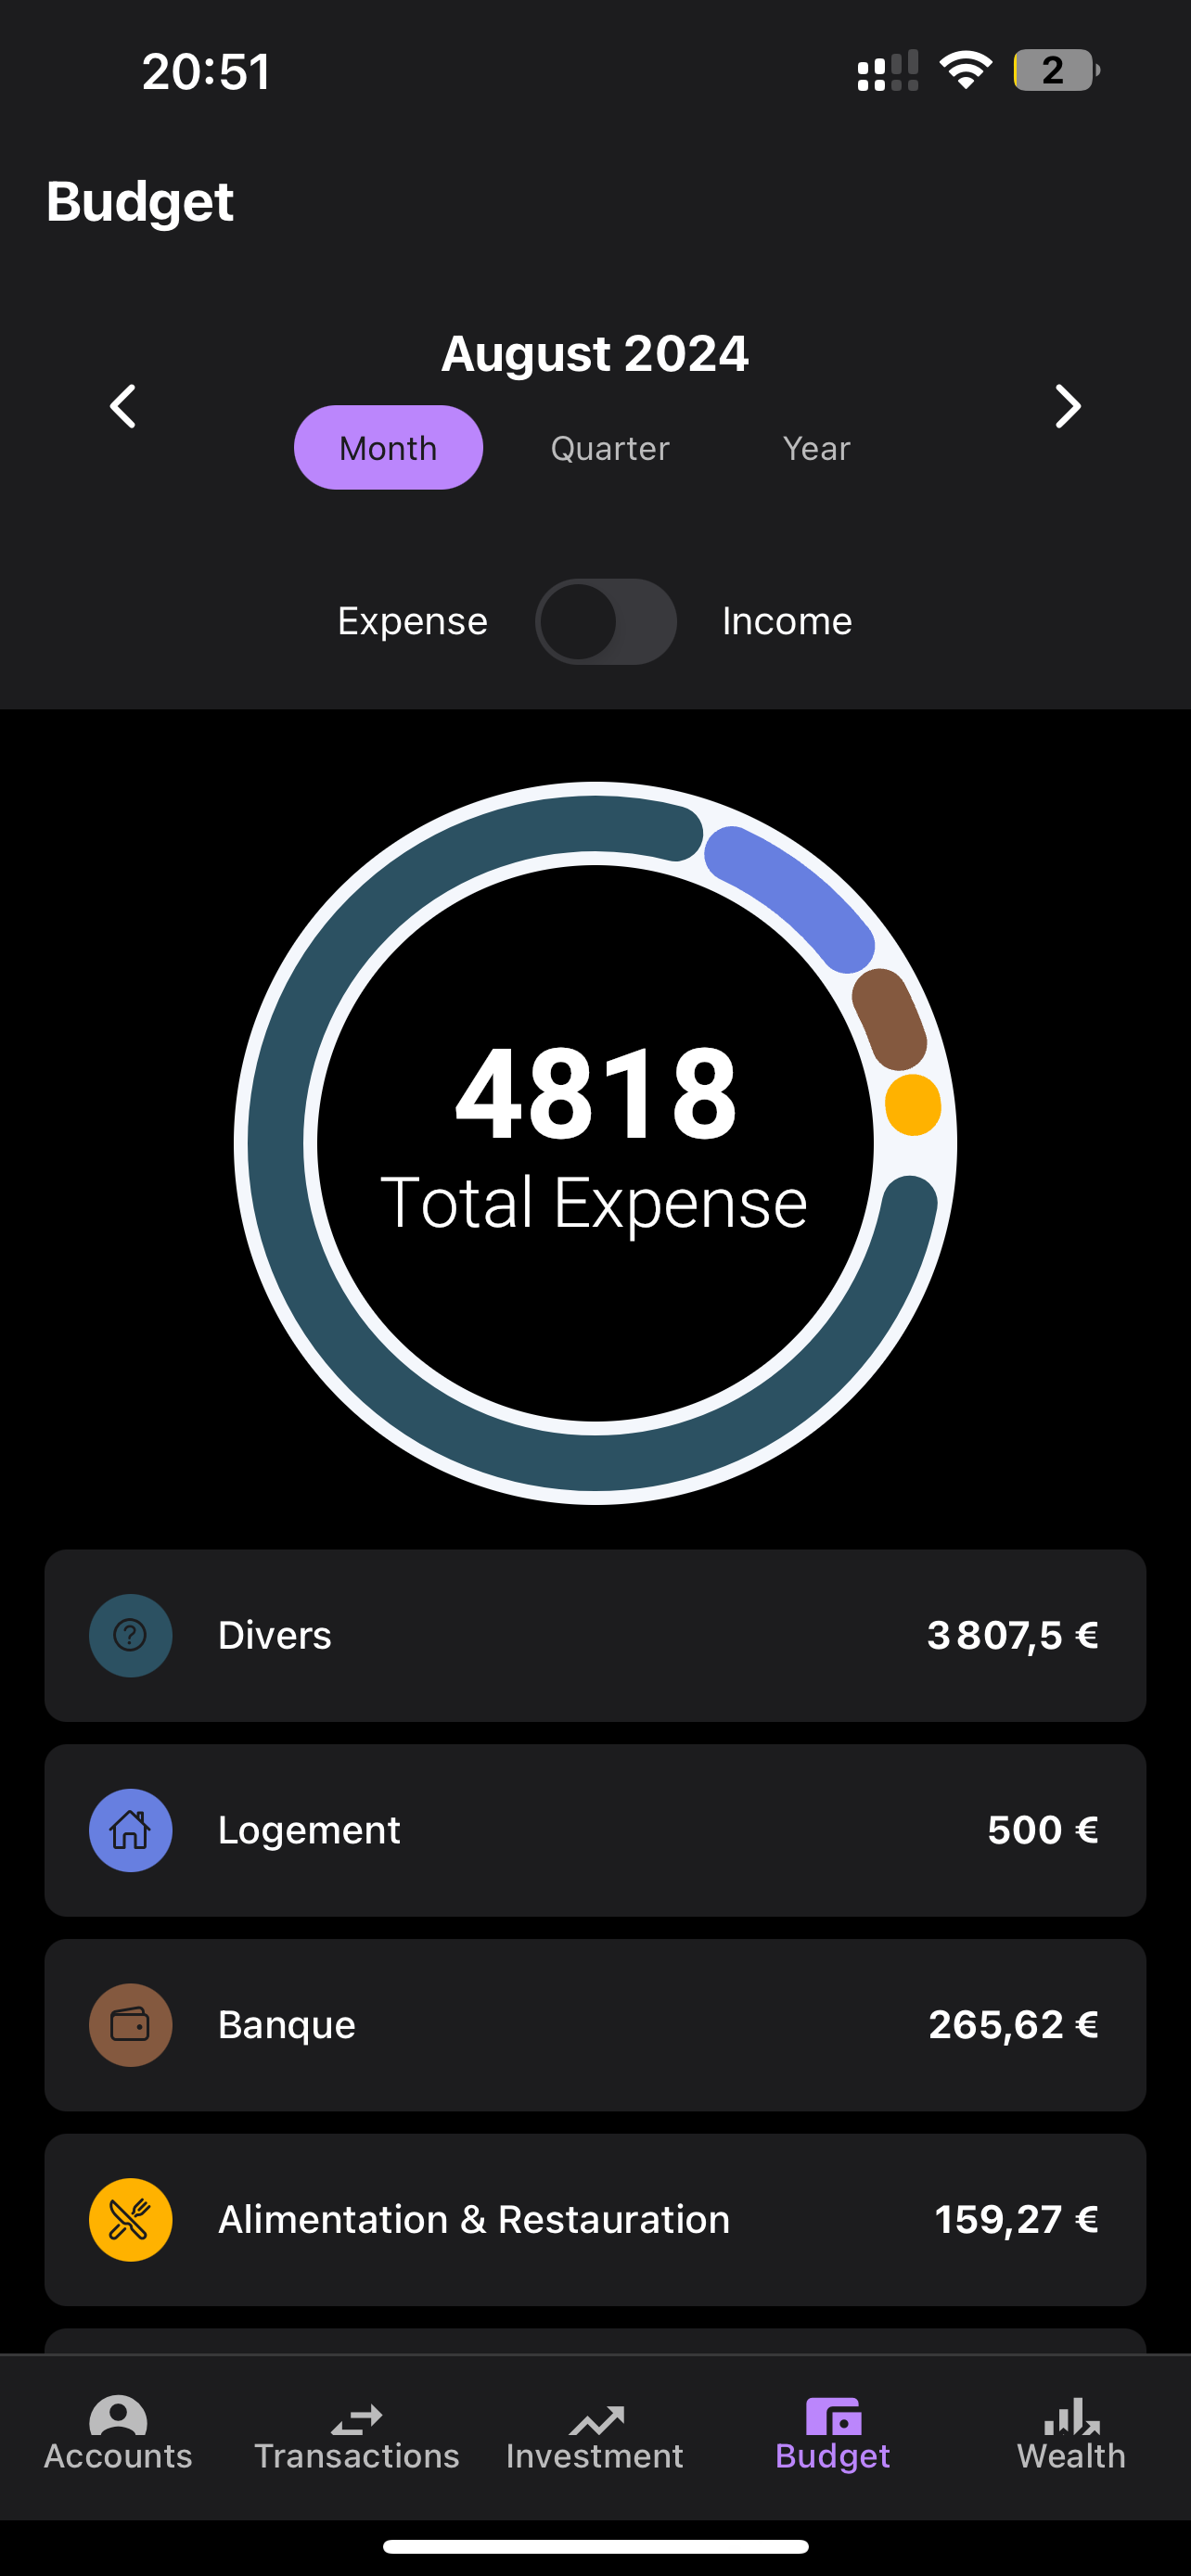 20:51
2
Budget
August 2024
Month Quarter Year
Expense Income
4818
Total Expense
Divers 3 807,5 €
Logement 500 €
Banque 265,62 €
Alimentation & Restauration 159,27 €
Accounts Transactions Investment Budget Wealth